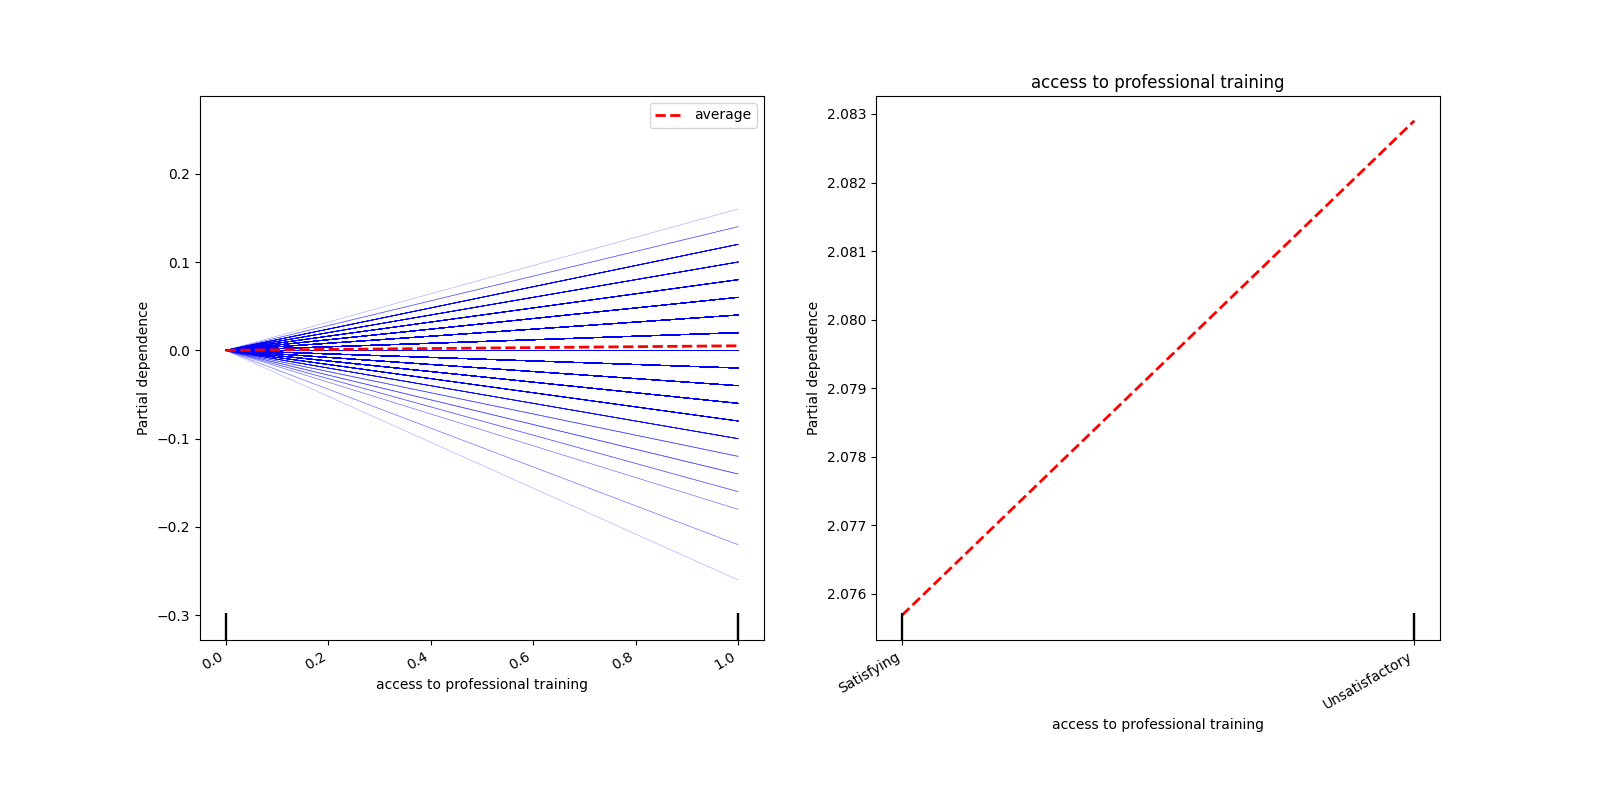 average
0.2
0.1
0.0
−0.1
−0.2
−0.3
Partial dependence
0.0
0.2
0.4
0.6
0.8
1.0
access to professional training
access to professional training
2.083
2.082
2.081
2.080
2.079
2.078
2.077
2.076
Partial dependence
Satisfying
Unsatisfactory
access to professional training